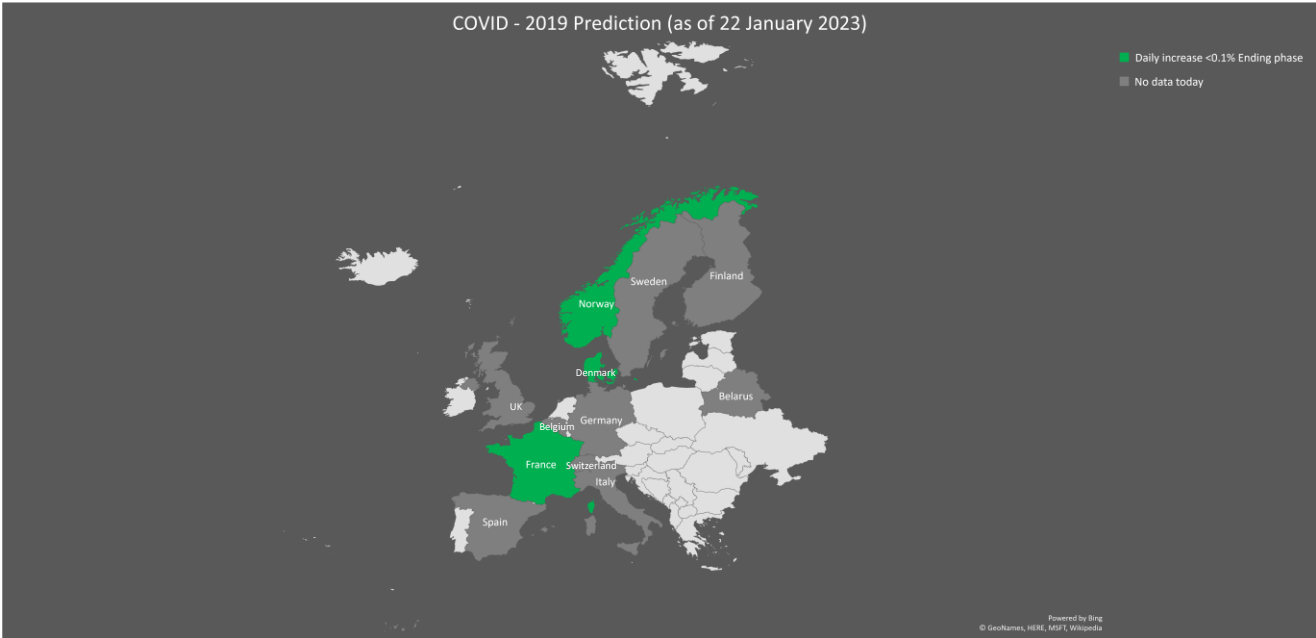 COVID - 2019 Prediction (as of 22 January 2023)
Daily increase <0.1% Ending phase
No data today
Finland
Sweden
Norway
Denmark
Belarus
UK
Germany
Belgium
France
Switzerland
Italy
Spain
Powered by Bing
© GeoNames, HERE, MSFT, Wikipedia